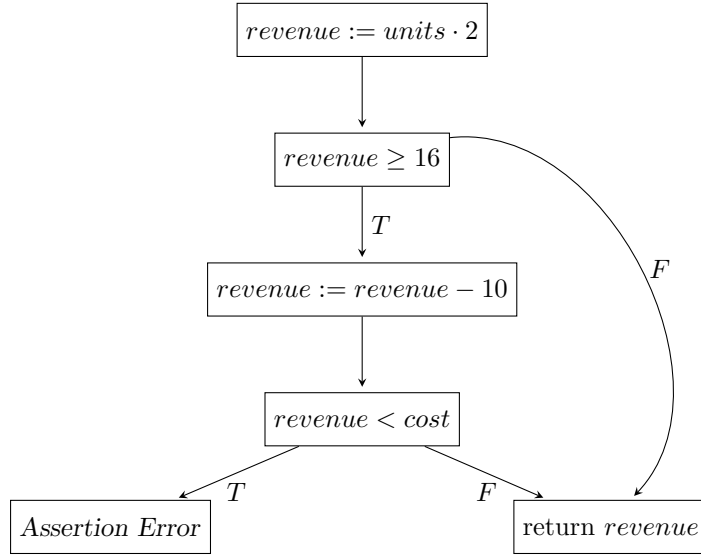 revenue := units · 2
revenue ≥ 16
T
F
revenue := revenue − 10
revenue < cost
T
F
Assertion Error
return revenue